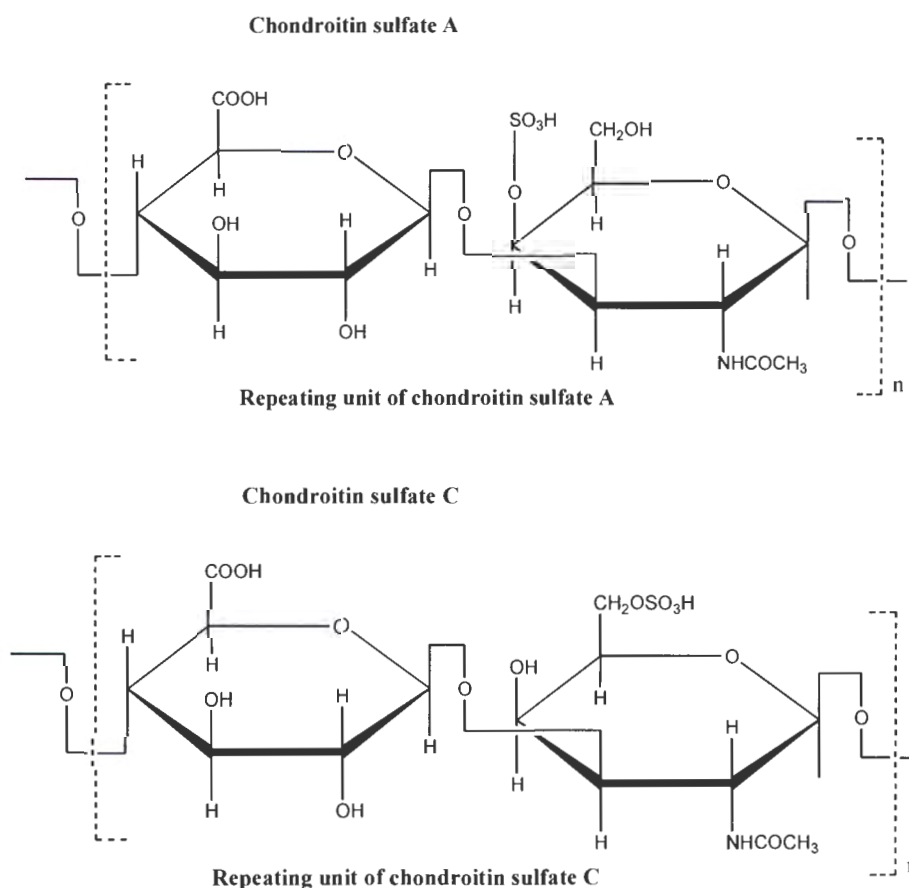 Chondroitin sulfate A
COOH
SO₃H
CH₂OH
H
O
O
H
O
H
O
OH
H
O
O
H
H
H
OH
H
NHCOCH₃
n
Repeating unit of chondroitin sulfate A
Chondroitin sulfate C
COOH
CH₂OSO₃H
H
O
O
H
OH
O
OH
H
O
H
H
O
H
H
H
OH
H
NHCOCH₃
Repeating unit of chondroitin sulfate C